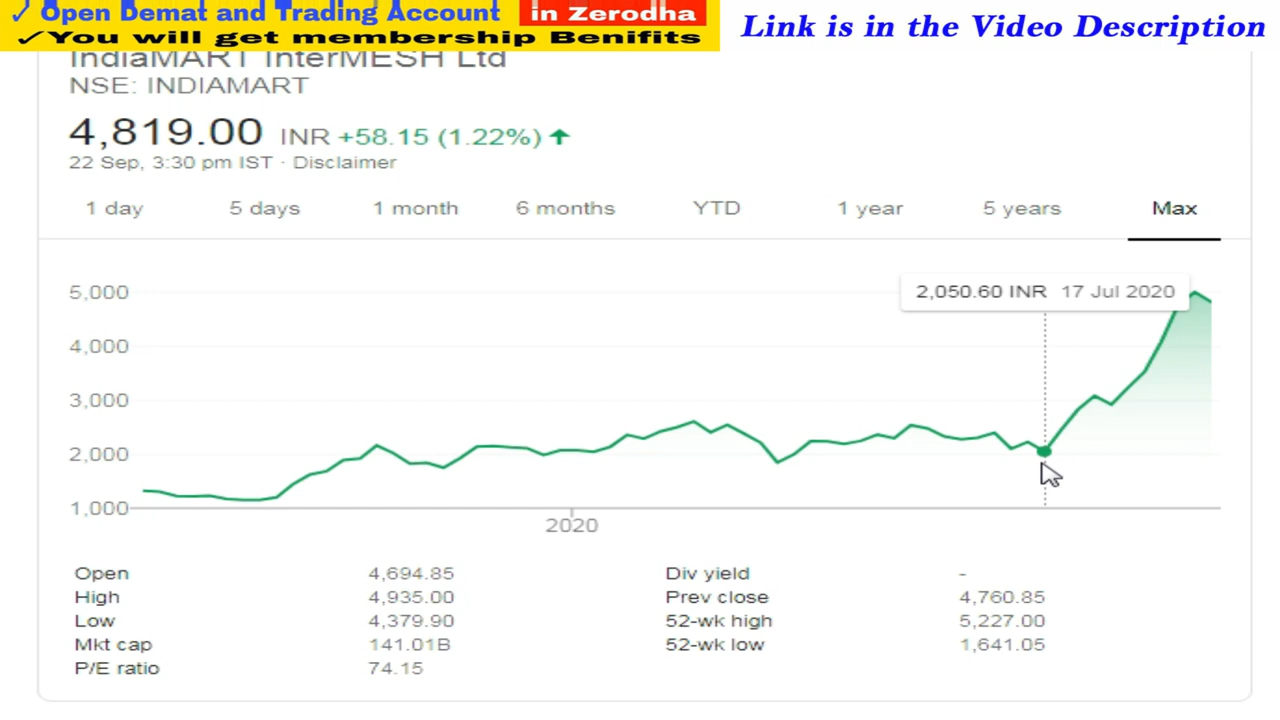 ✓ Open Demat and Trading Account in Zerodha
✓You will get membership Benifits
Link is in the Video Description
IndiaMART InterMESH Ltd
NSE: INDIAMART
4,819.00 INR +58.15 (1.22%) ↑
22 Sep, 3:30 pm IST · Disclaimer
1 day 5 days 1 month 6 months YTD 1 year 5 years Max
2,050.60 INR 17 Jul 2020
5,000
4,000
3,000
2,000
1,000
2020
Open 4,694.85 Div yield -
High 4,935.00 Prev close 4,760.85
Low 4,379.90 52-wk high 5,227.00
Mkt cap 141.01B 52-wk low 1,641.05
P/E ratio 74.15